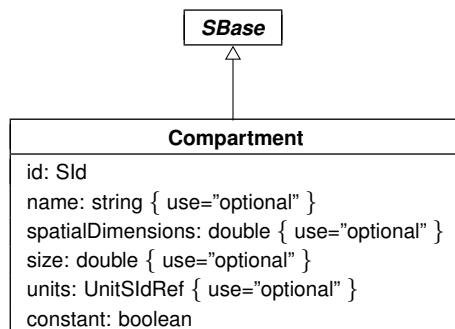 SBase
Compartment
id: SId
name: string { use=”optional” }
spatialDimensions: double { use=”optional” }
size: double { use=”optional” }
units: UnitSIdRef { use=”optional” }
constant: boolean